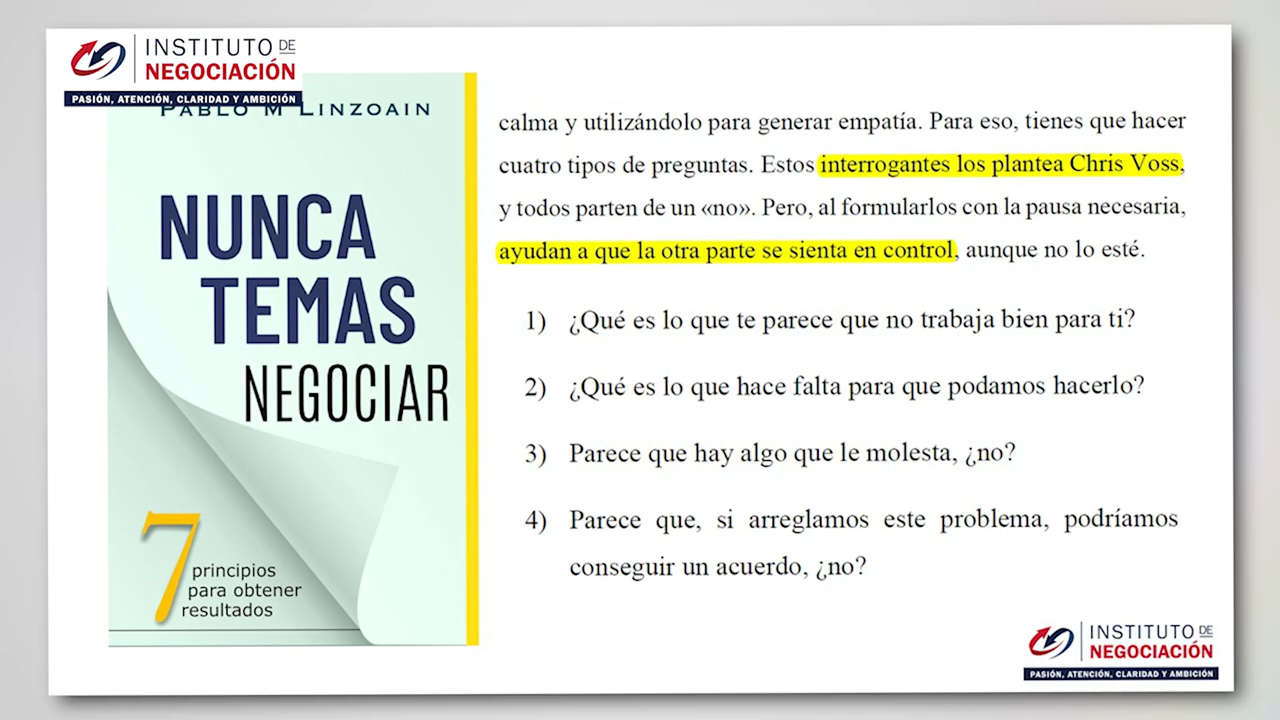 INSTITUTO DE
NEGOCIACIÓN
PASIÓN, ATENCIÓN, CLARIDAD Y AMBICIÓN
PABLO M LINZOAIN
NUNCA
TEMAS
NEGOCIAR
7 principios
para obtener
resultados
calma y utilizándolo para generar empatía. Para eso, tienes que hacer
cuatro tipos de preguntas. Estos interrogantes los plantea Chris Voss,
y todos parten de un «no». Pero, al formularlos con la pausa necesaria,
ayudan a que la otra parte se sienta en control, aunque no lo esté.
1) ¿Qué es lo que te parece que no trabaja bien para ti?
2) ¿Qué es lo que hace falta para que podamos hacerlo?
3) Parece que hay algo que le molesta, ¿no?
4) Parece que, si arreglamos este problema, podríamos
conseguir un acuerdo, ¿no?
INSTITUTO DE
NEGOCIACIÓN
PASIÓN, ATENCIÓN, CLARIDAD Y AMBICIÓN